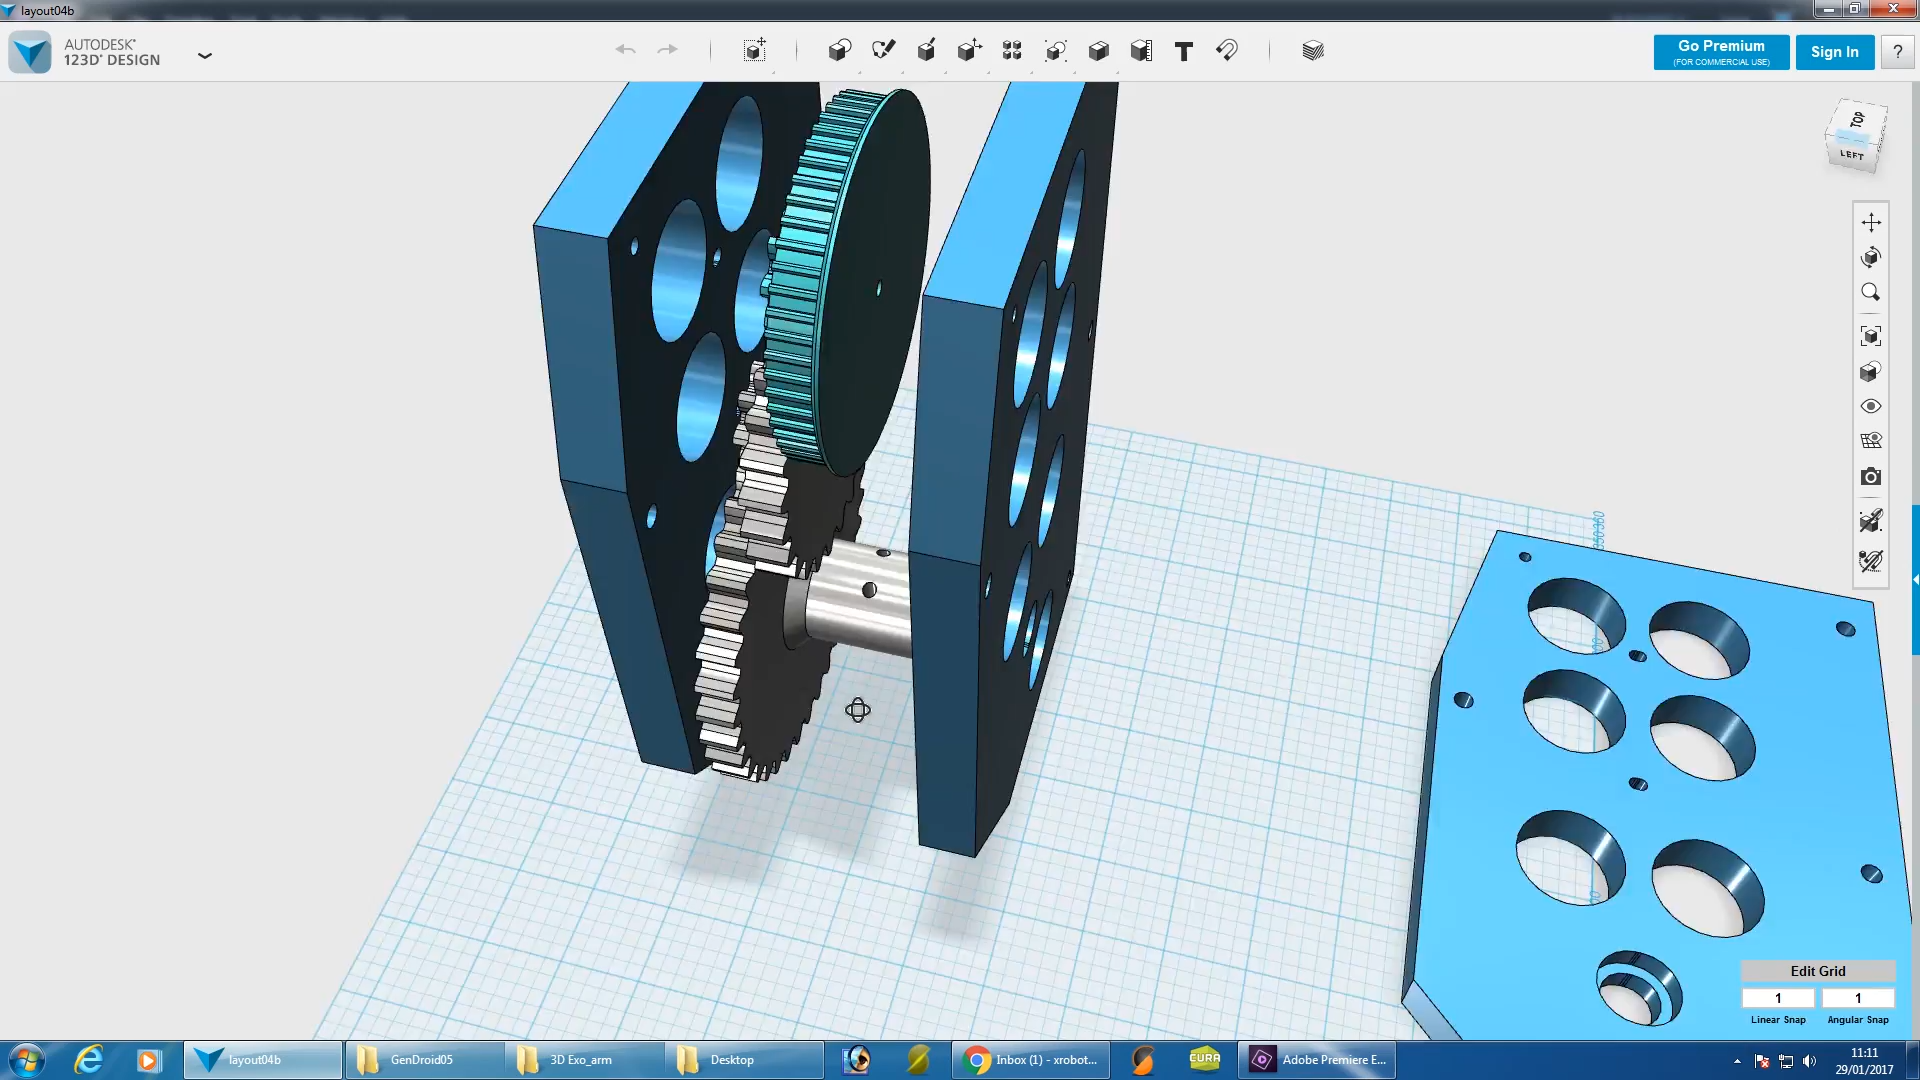 layout04b
AUTODESK®
123D® DESIGN
Go Premium
(FOR COMMERCIAL USE)
Sign In
?
TOP
LEFT
Edit Grid
1
1
Linear Snap
Angular Snap
layout04b
GenDroid05
3D Exo_arm
Desktop
Inbox (1) - xrobot...
CURA
Adobe Premiere E...
11:11
29/01/2017